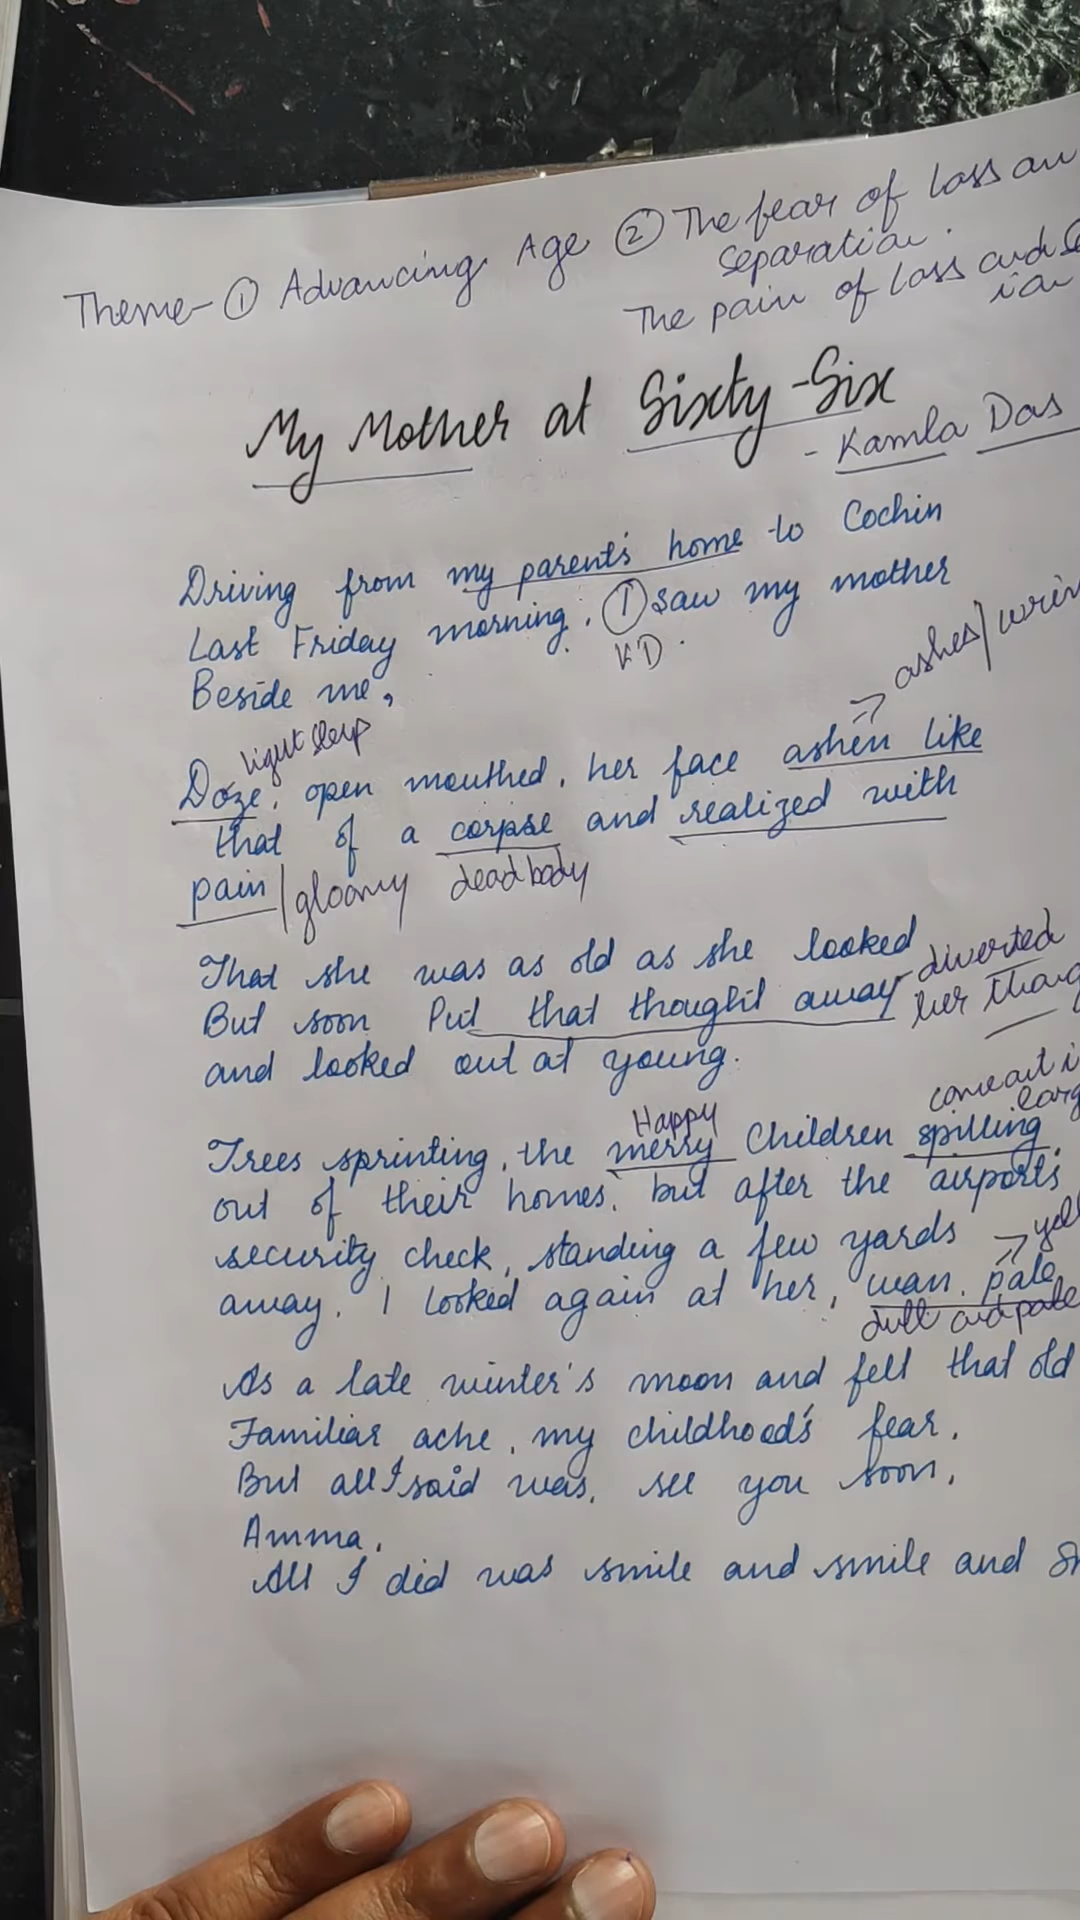 Theme- ① Advancing Age ② The fear of loss an
Separation.
The pain of loss and
My Mother at Sixty-Six
- Kamla Das
Driving from my parent's home to Cochin
Last Friday morning, I saw my mother
KD.
Beside me,
→ ashes/
light sleep
Doze, open mouthed, her face ashen like
that of a corpse and realized with
pain/gloomy dead body
That she was as old as she looked
diverted
But soon Put that thought away
her
and looked out at young.
Happy
come out
Trees sprinting, the merry Children spilling
out of their homes, but after the airport's
security check, standing a few yards
→
away. I looked again at her, wan, pale
dull and pale
As a late winter's moon and felt that old
Familiar ache, my childhood's fear,
But all I said was, see you soon,
Amma,
All I did was smile and smile and